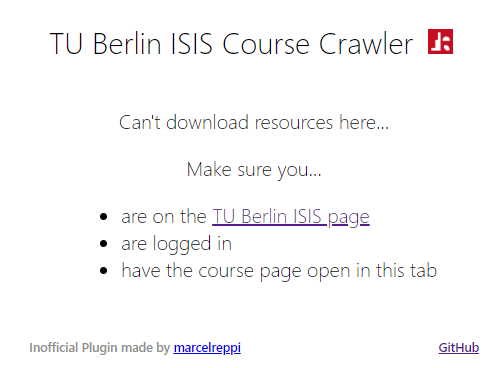 TU Berlin ISIS Course Crawler
Can't download resources here...
Make sure you...
are on the TU Berlin ISIS page
are logged in
have the course page open in this tab
Inofficial Plugin made by marcelreppi GitHub